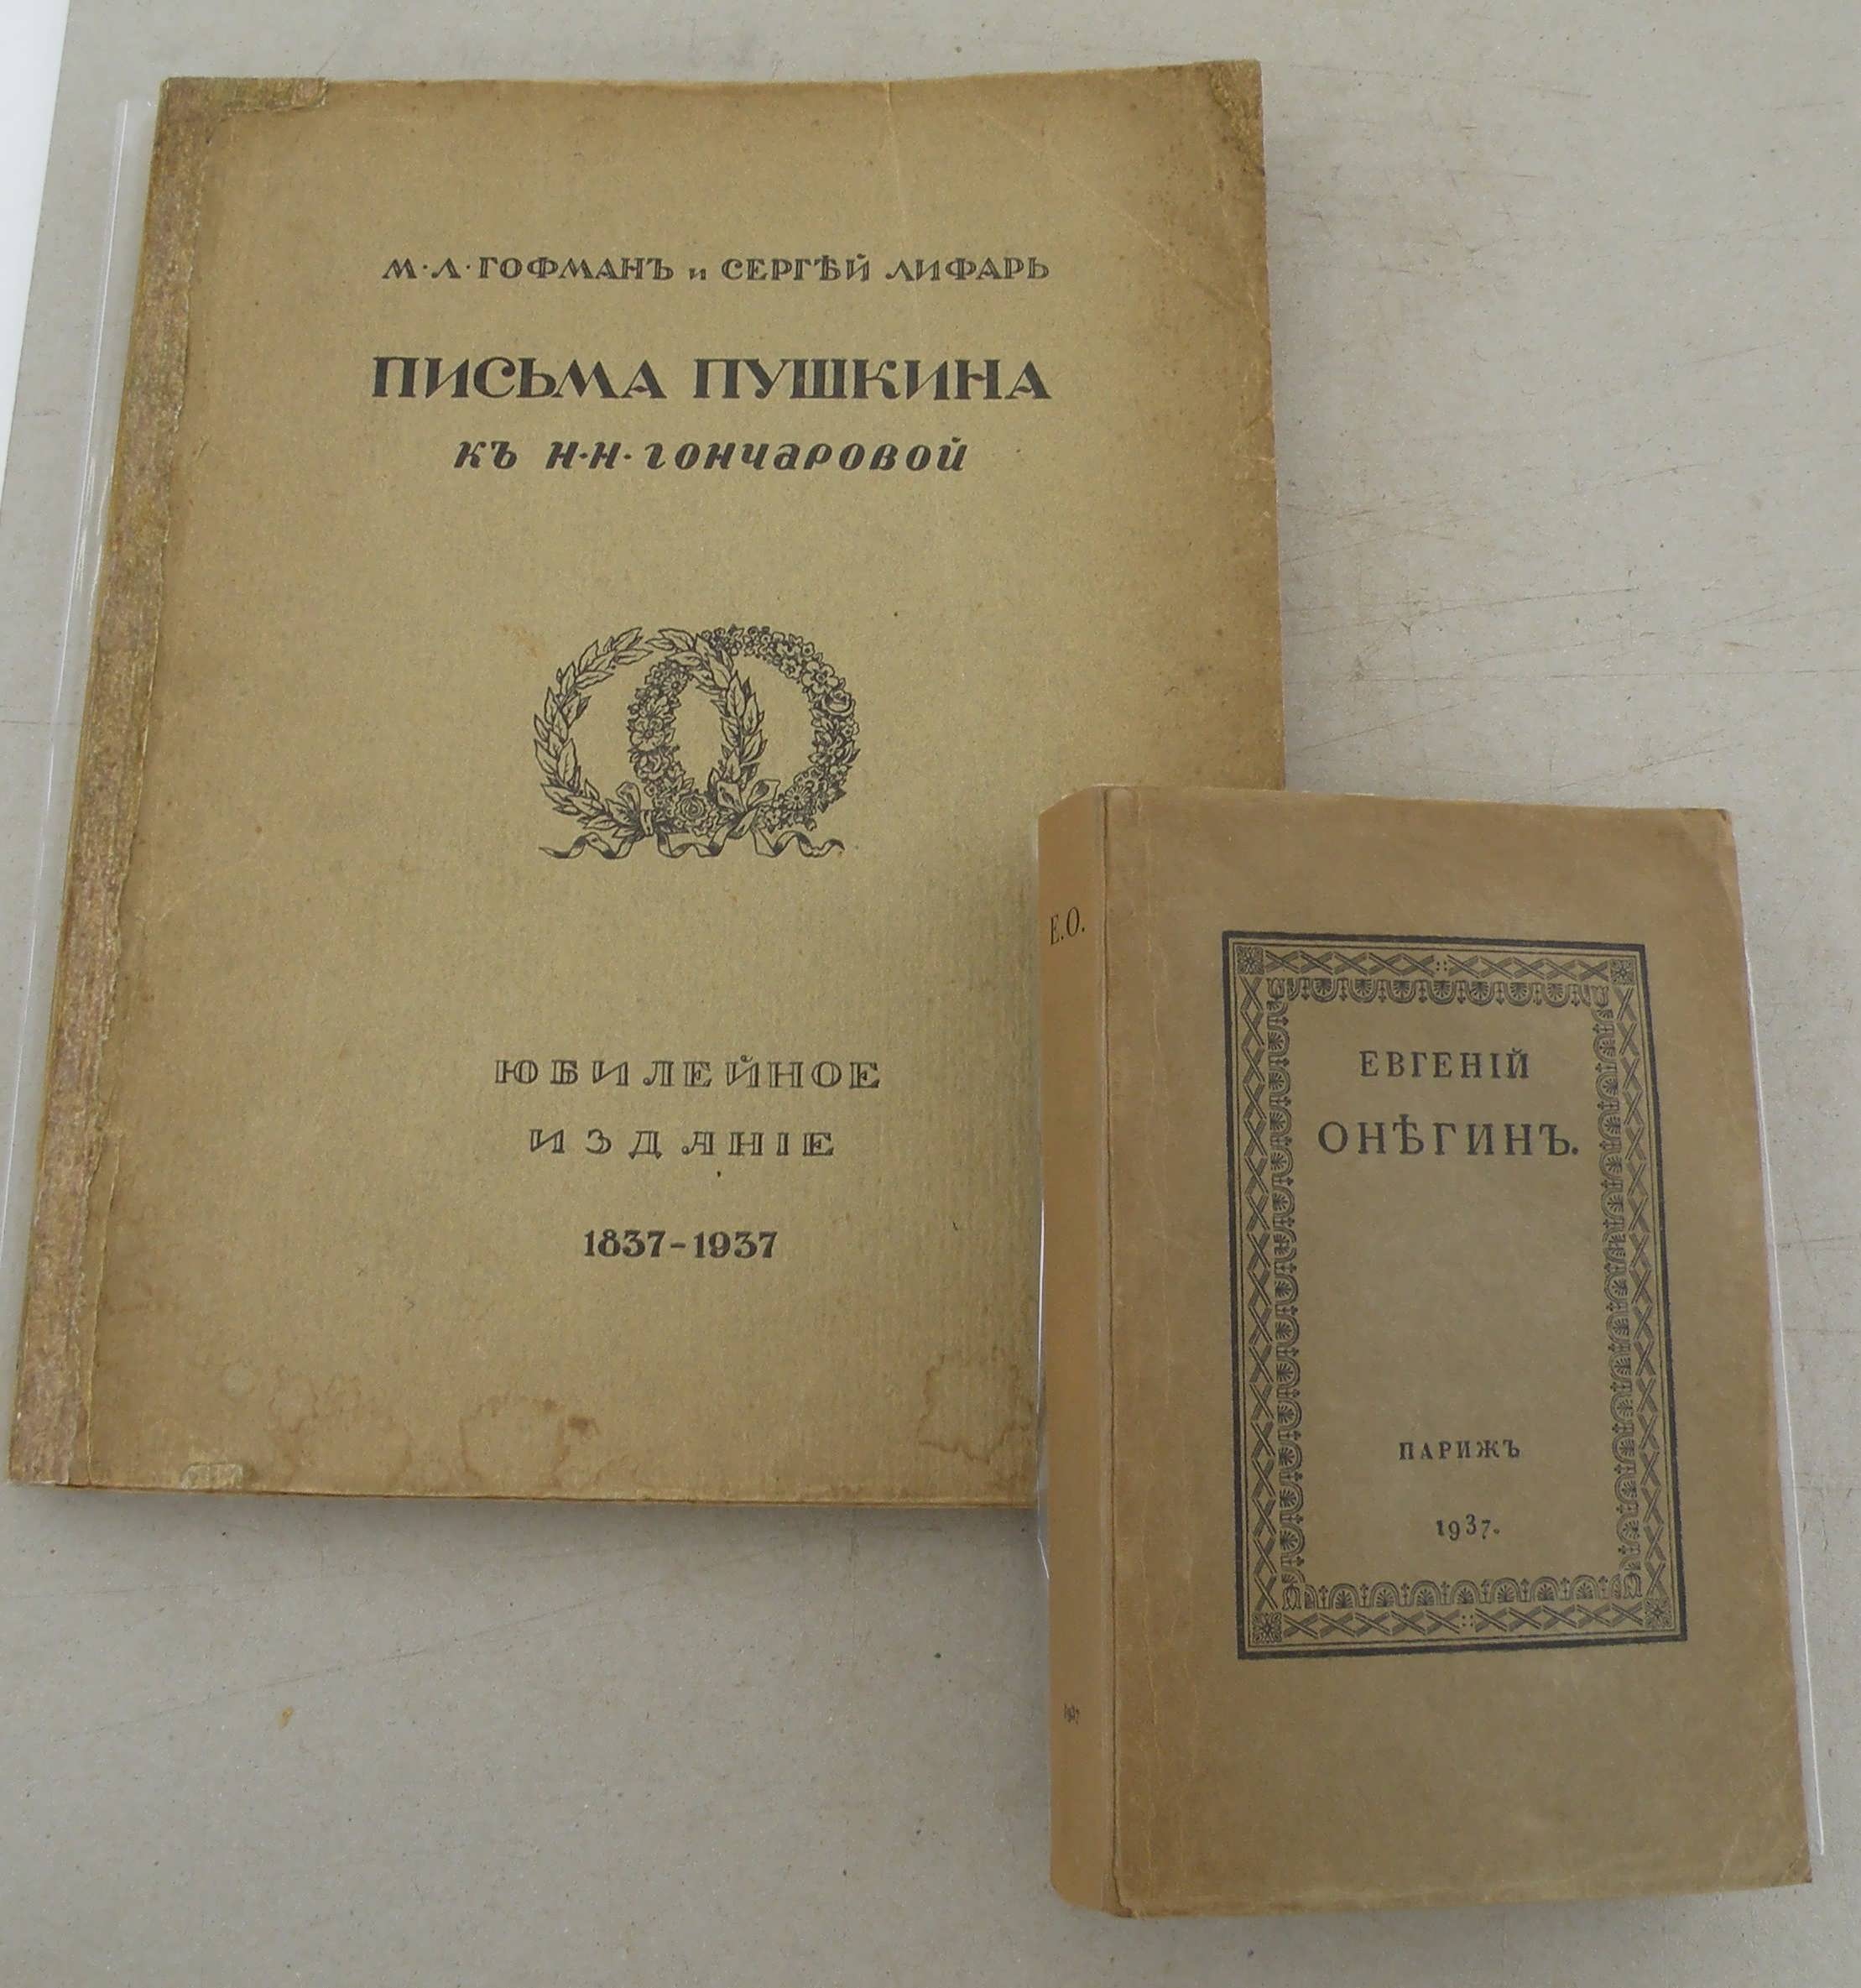 М·Л·ГОФМАНЪ и СЕРГѢЙ ЛИФАРЬ
ПИСЬМА ПУШКИНА
къ Н·Н·Гончаровой
ЮБИЛЕЙНОЕ
ИЗДАНІЕ
1837-1937
Е.О.
1937
ЕВГЕНІЙ
ОНѢГИНЪ.
ПАРИЖЪ
1937.